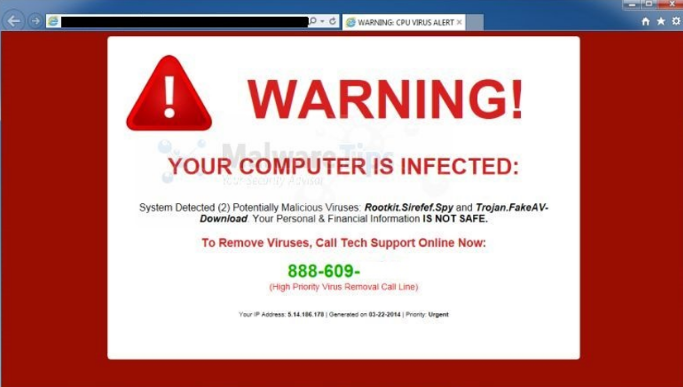 WARNING: CPU VIRUS ALERT
WARNING!
MalwareTips
YOUR COMPUTER IS INFECTED:
System Detected (2) Potentially Malicious Viruses: Rootkit.Sirefef.Spy and Trojan.FakeAV-
Download. Your Personal & Financial Information IS NOT SAFE.
To Remove Viruses, Call Tech Support Online Now:
888-609-
(High Priority Virus Removal Call Line)
Your IP Address: 5.14.186.178 | Generated on 03-22-2014 | Priority: Urgent